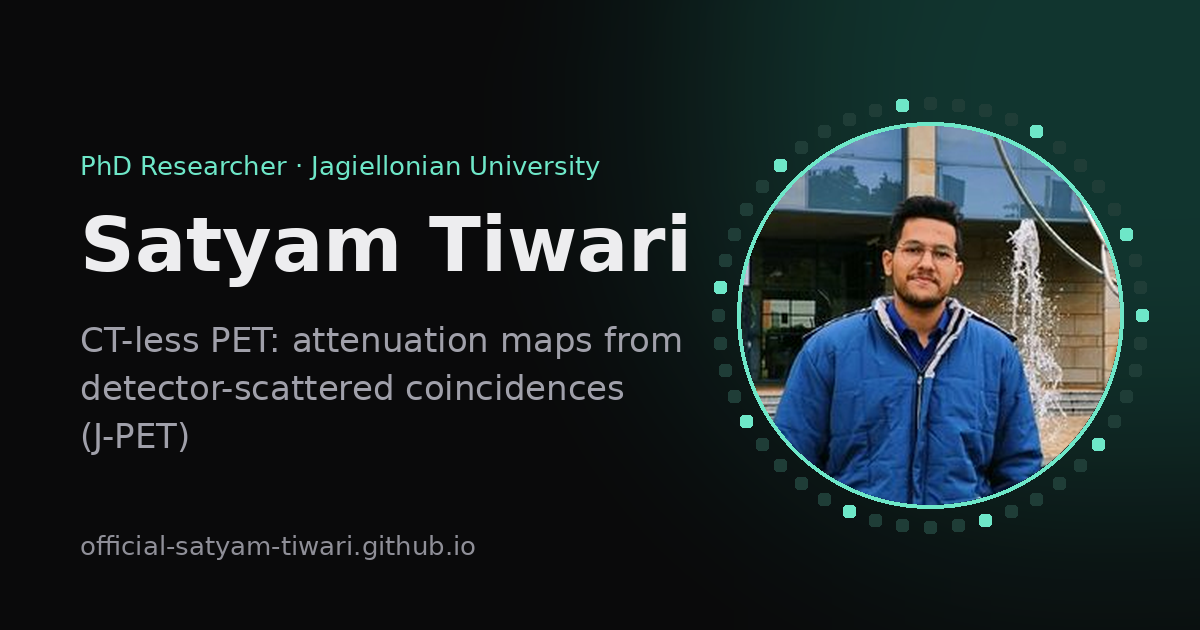 PhD Researcher · Jagiellonian University
Satyam Tiwari
CT-less PET: attenuation maps from
detector-scattered coincidences
(J-PET)
official-satyam-tiwari.github.io